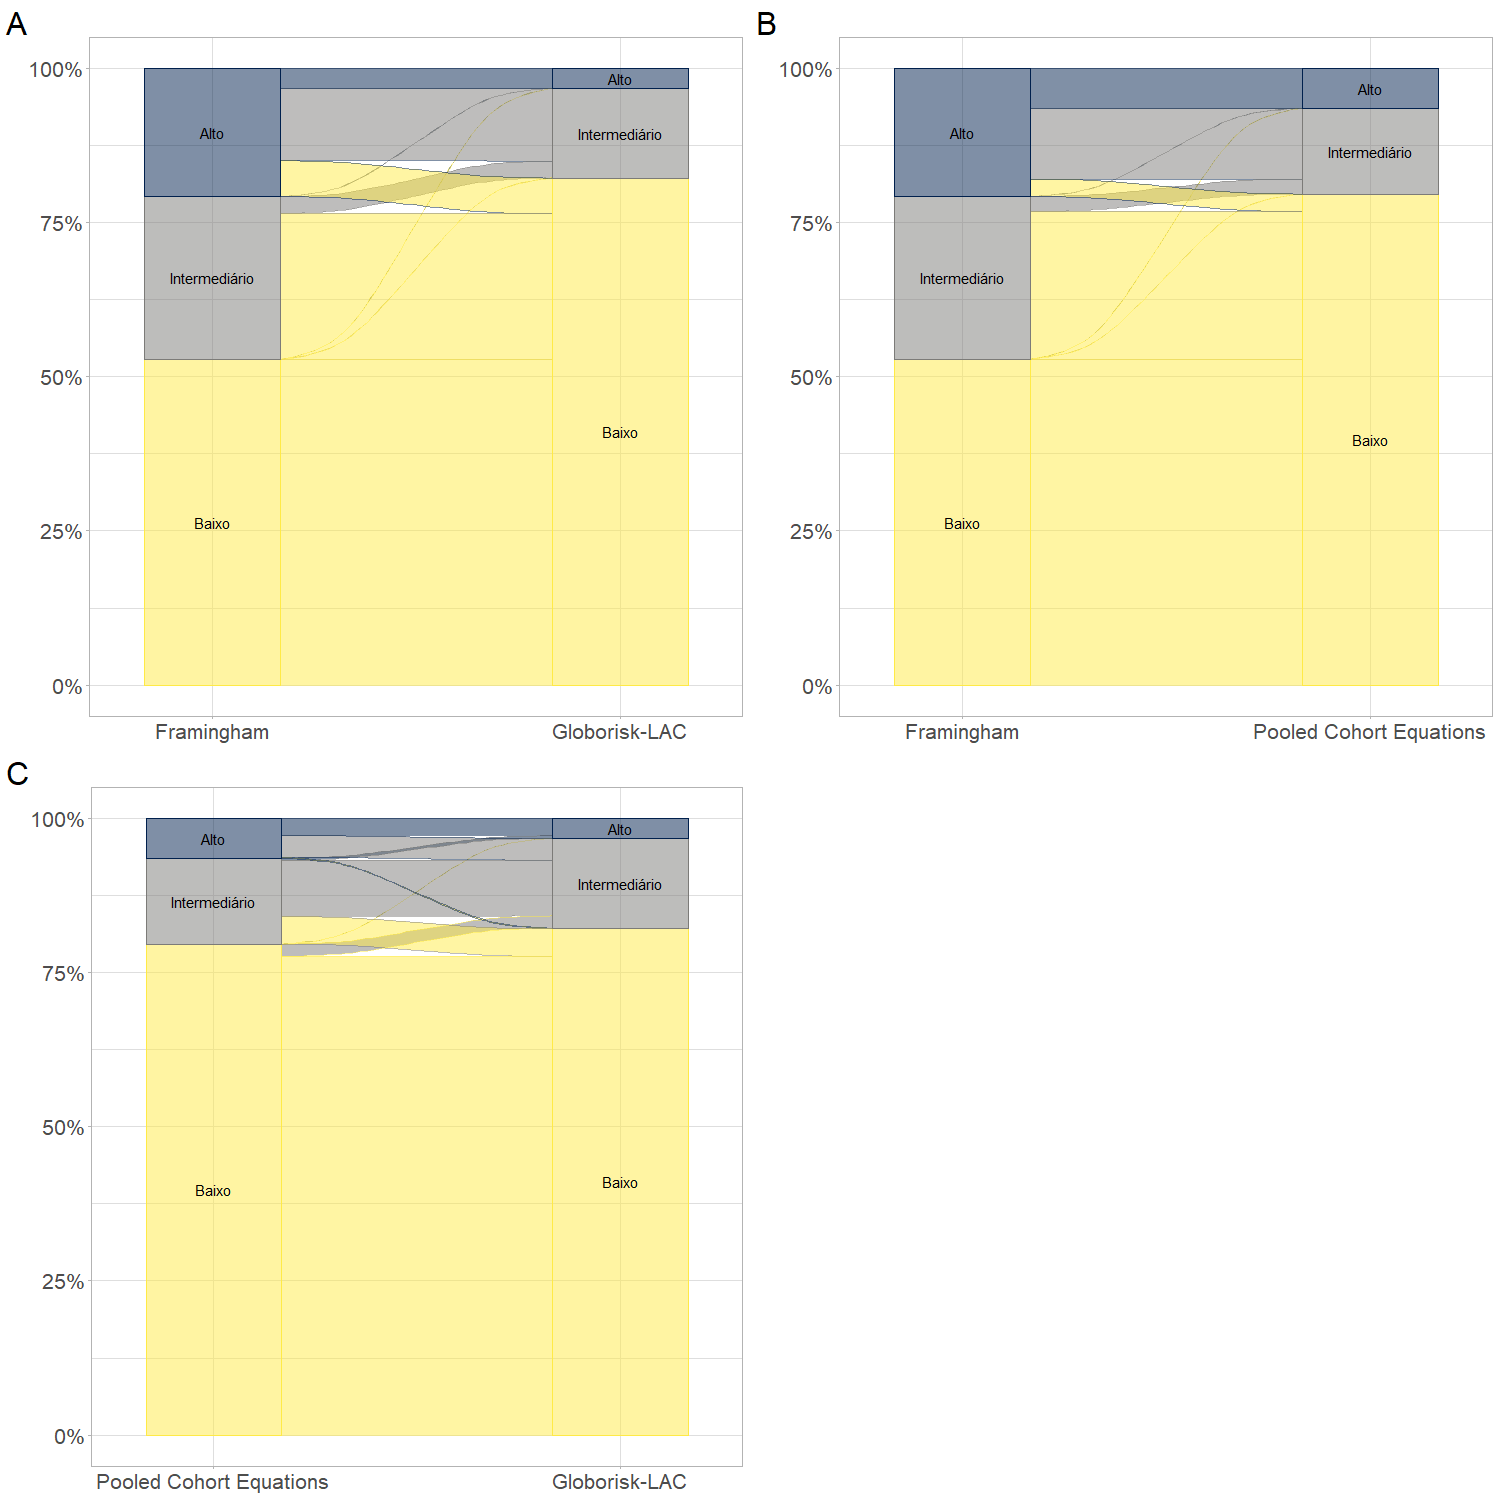 A
100%
75%
50%
25%
0%
Alto
Intermediário
Baixo
Alto
Intermediário
Baixo
Framingham
Globorisk-LAC
B
100%
75%
50%
25%
0%
Alto
Intermediário
Baixo
Alto
Intermediário
Baixo
Framingham
Pooled Cohort Equations
C
100%
75%
50%
25%
0%
Alto
Intermediário
Baixo
Alto
Intermediário
Baixo
Pooled Cohort Equations
Globorisk-LAC